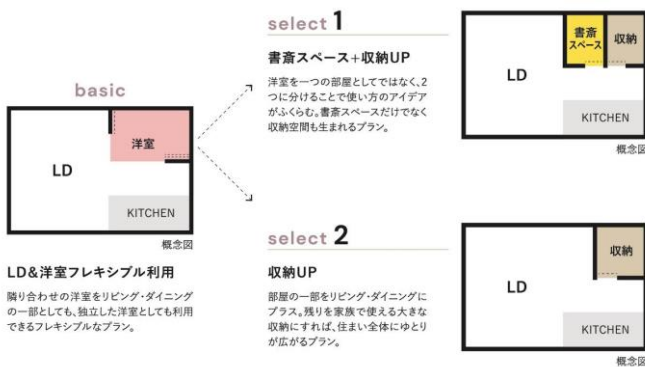 basic
洋室
LD
KITCHEN
概念図
LD&洋室フレキシブル利用
隣り合わせの洋室をリビング・ダイニング
の一部としても、独立した洋室としても利用
できるフレキシブルなプラン。
select 1
書斎スペース+収納UP
洋室を一つの部屋としてではなく、2
つに分けることで使い方のアイデア
がふくらむ。書斎スペースだけでなく
収納空間も生まれるプラン。
書斎
スペース
収納
LD
KITCHEN
概念図
select 2
収納UP
部屋の一部をリビング・ダイニングに
プラス。残りを家族で使える大きな
収納にすれば、住まい全体にゆとり
が広がるプラン。
収納
LD
KITCHEN
概念図